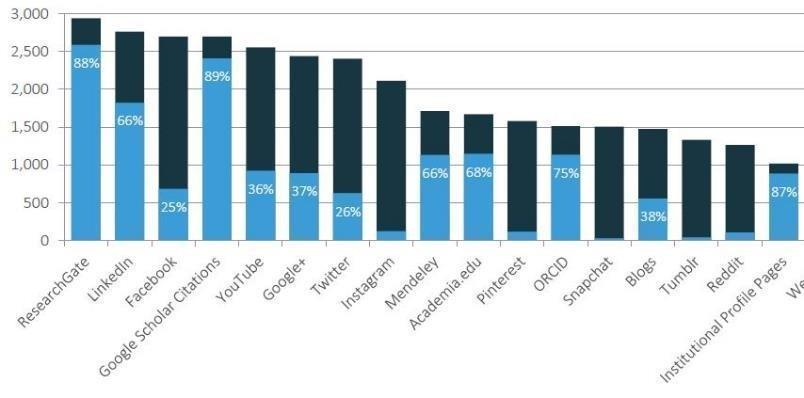 3,000
2,500
2,000
1,500
1,000
500
0
88%
66%
25%
89%
36%
37%
26%
66%
68%
75%
38%
87%
ResearchGate
LinkedIn
Facebook
Google Scholar Citations
YouTube
Google+
Twitter
Instagram
Mendeley
Academia.edu
Pinterest
ORCID
Snapchat
Blogs
Tumblr
Reddit
Institutional Profile Pages
We